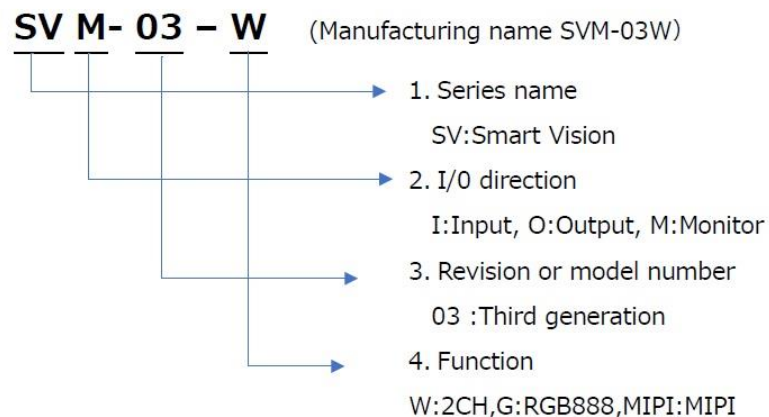 SV M- 03 – W (Manufacturing name SVM-03W）
1. Series name
SV:Smart Vision
2. I/0 direction
I:Input, O:Output, M:Monitor
3. Revision or model number
03 :Third generation
4. Function
W:2CH,G:RGB888,MIPI:MIPI